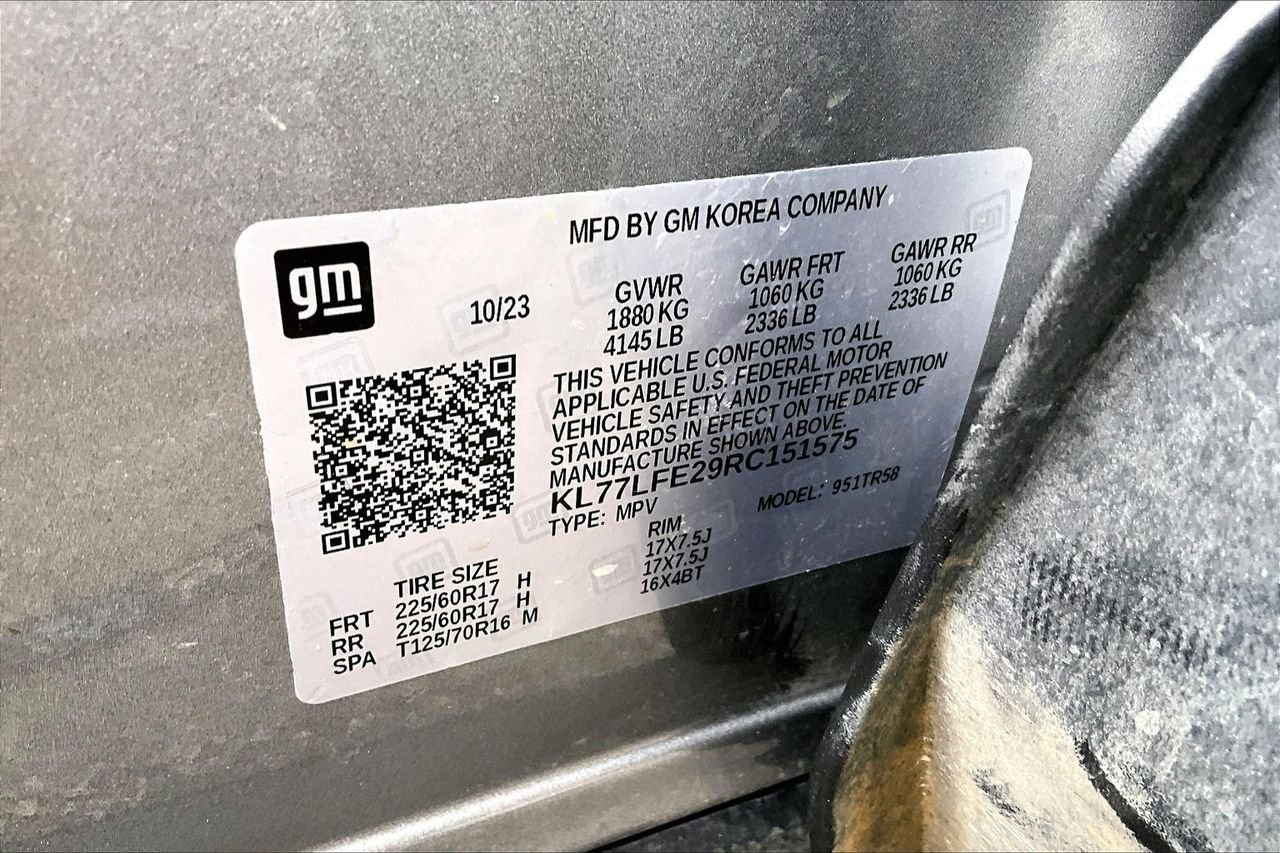 MFD BY GM KOREA COMPANY
gm
10/23
GVWR GAWR FRT GAWR RR
1880 KG 1060 KG 1060 KG
4145 LB 2336 LB 2336 LB
THIS VEHICLE CONFORMS TO ALL
APPLICABLE U.S. FEDERAL MOTOR
VEHICLE SAFETY AND THEFT PREVENTION
STANDARDS IN EFFECT ON THE DATE OF
MANUFACTURE SHOWN ABOVE.
KL77LFE29RC151575
TYPE: MPV MODEL: 951TR58
TIRE SIZE RIM
FRT 225/60R17 H 17X7.5J
RR 225/60R17 H 17X7.5J
SPA T125/70R16 M 16X4BT